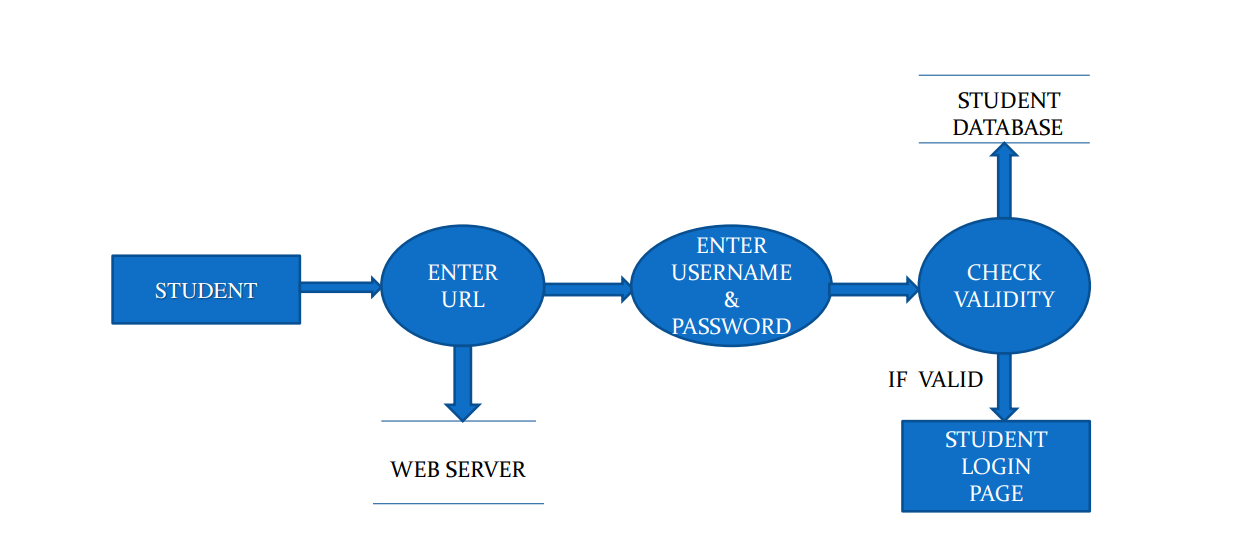 STUDENT
DATABASE
STUDENT
ENTER
URL
ENTER
USERNAME
&
PASSWORD
CHECK
VALIDITY
IF VALID
WEB SERVER
STUDENT
LOGIN
PAGE